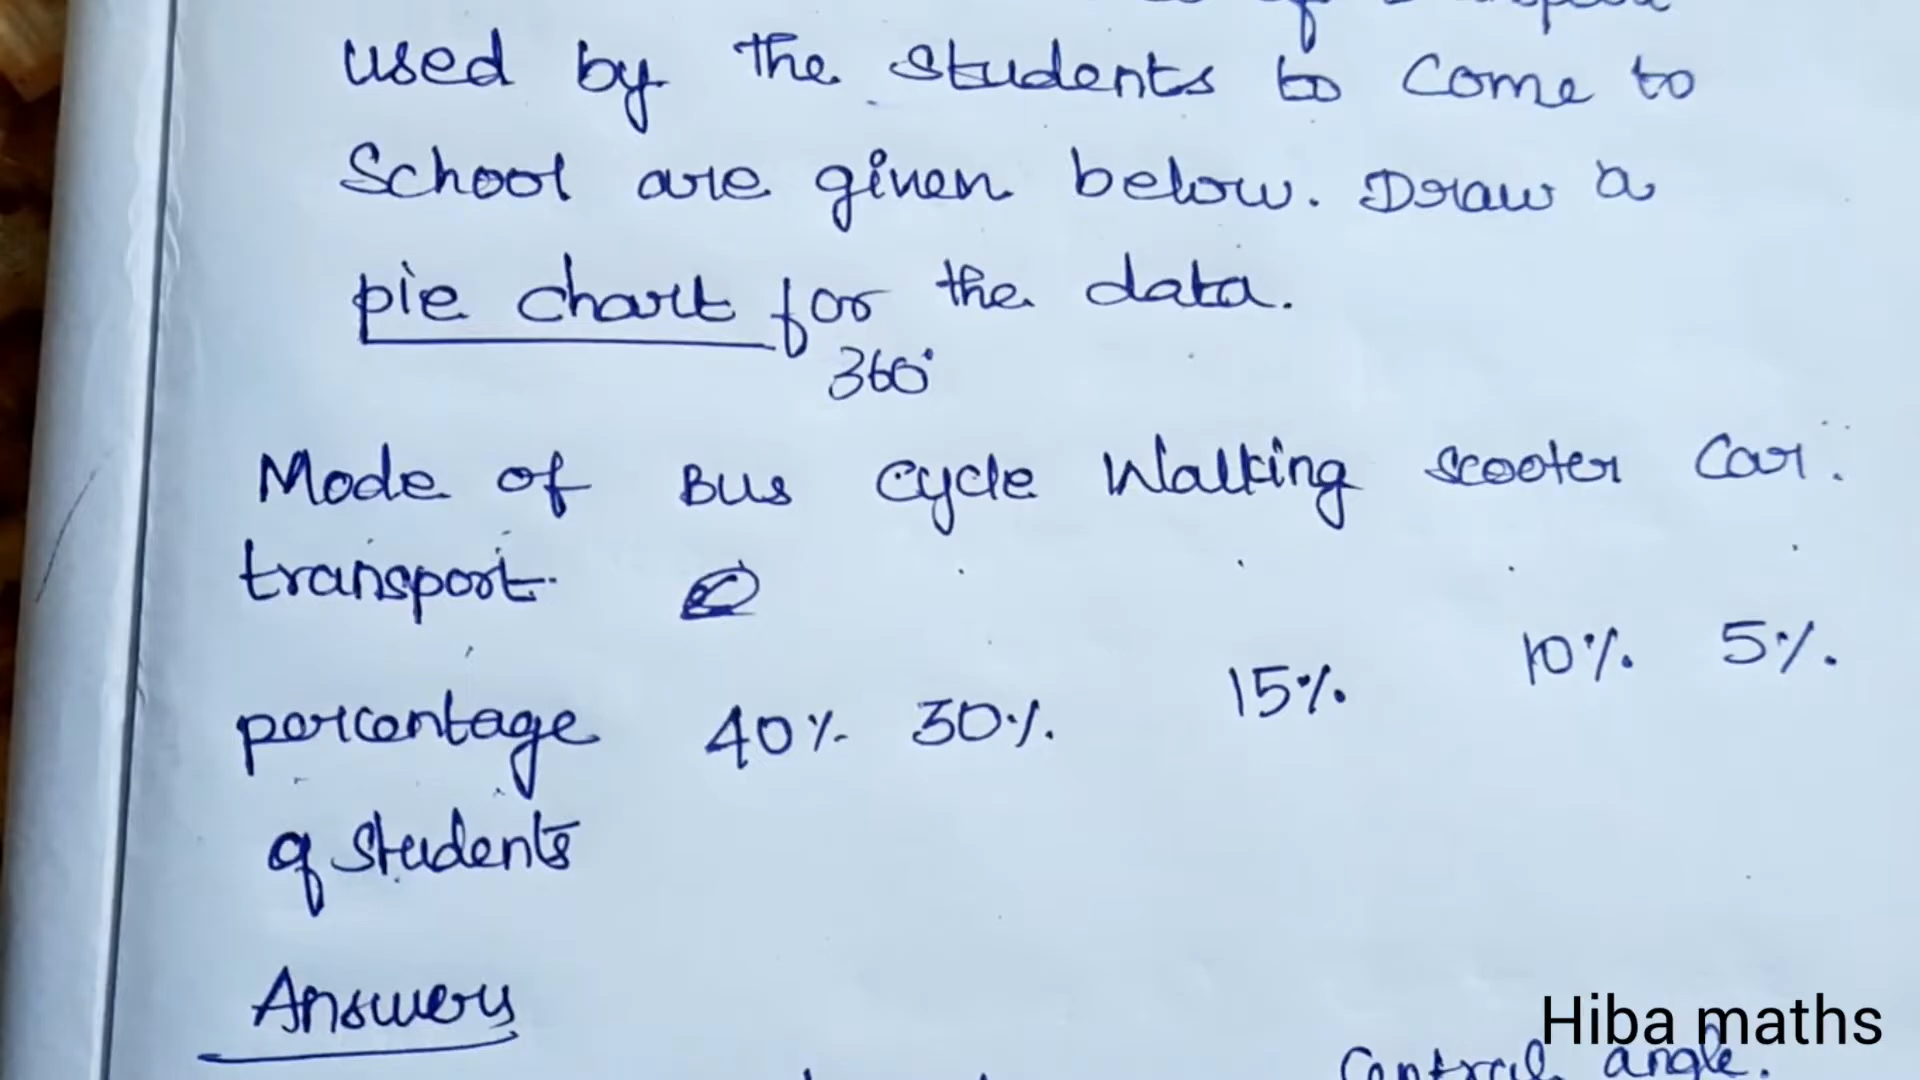 used by the students to come to
School are given below. Draw a
pie chart for the data.
360°
Mode of Bus Cycle Walking scooter Car.
transport.
10% 5%.
15%.
percentage 40% 30%.
of students
Answers
Hiba maths
Central angle.